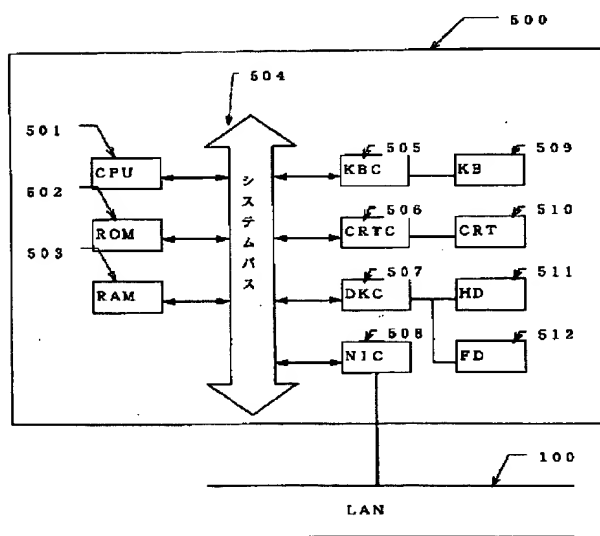 500
504
501
505
509
CPU
KBC
KB
502
506
510
ROM
CRTC
CRT
503
507
511
RAM
DKC
HD
508
512
NIC
FD
システムバス
100
LAN